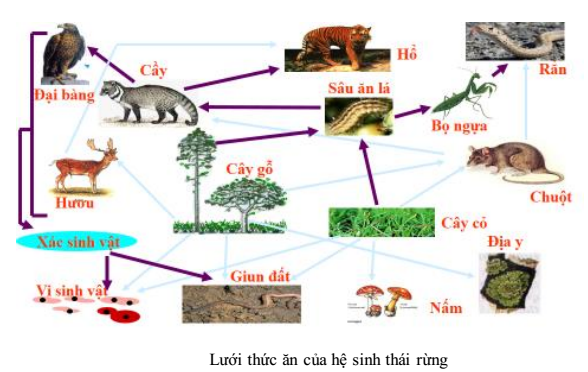 Hổ
Rắn
Cầy
Sâu ăn lá
Đại bàng
Bọ ngựa
Cây gỗ
Chuột
Hươu
Cây cỏ
Xác sinh vật
Địa y
Vi sinh vật
Giun đất
Nấm
Lưới thức ăn của hệ sinh thái rừng